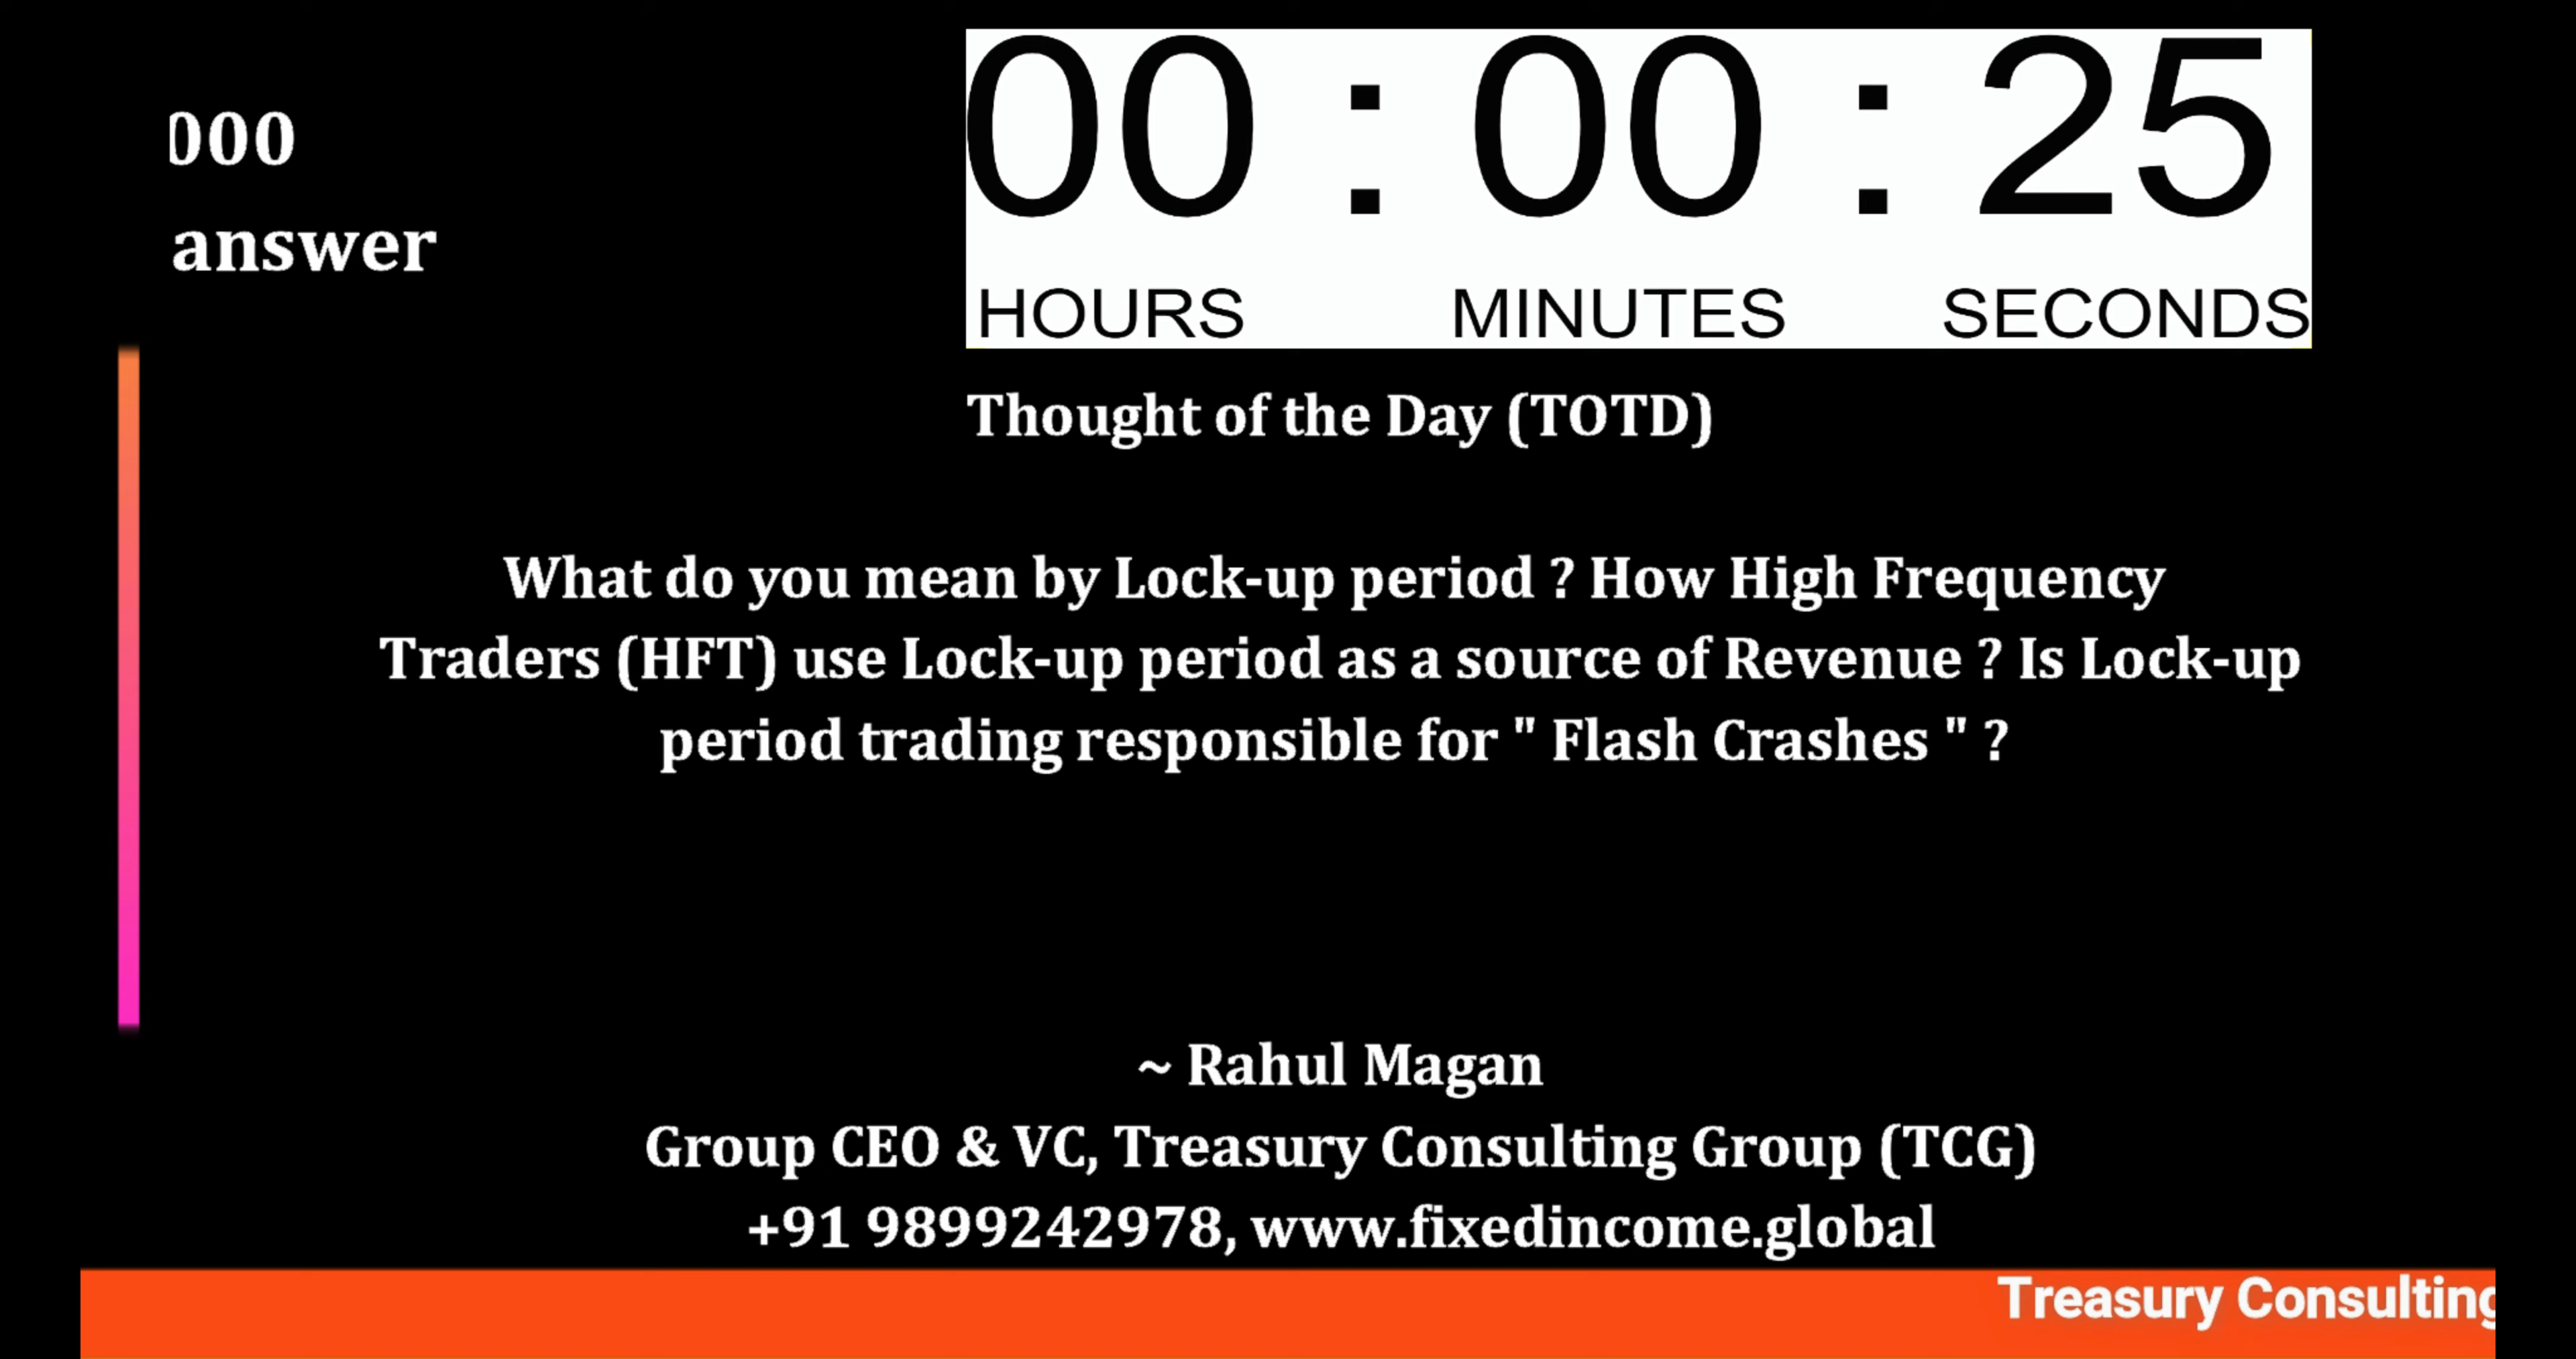 000
answer
00 : 00 : 25
HOURS MINUTES SECONDS
Thought of the Day (TOTD)
What do you mean by Lock-up period ? How High Frequency
Traders (HFT) use Lock-up period as a source of Revenue ? Is Lock-up
period trading responsible for " Flash Crashes " ?
~ Rahul Magan
Group CEO & VC, Treasury Consulting Group (TCG)
+91 9899242978, www.fixedincome.global
Treasury Consulting